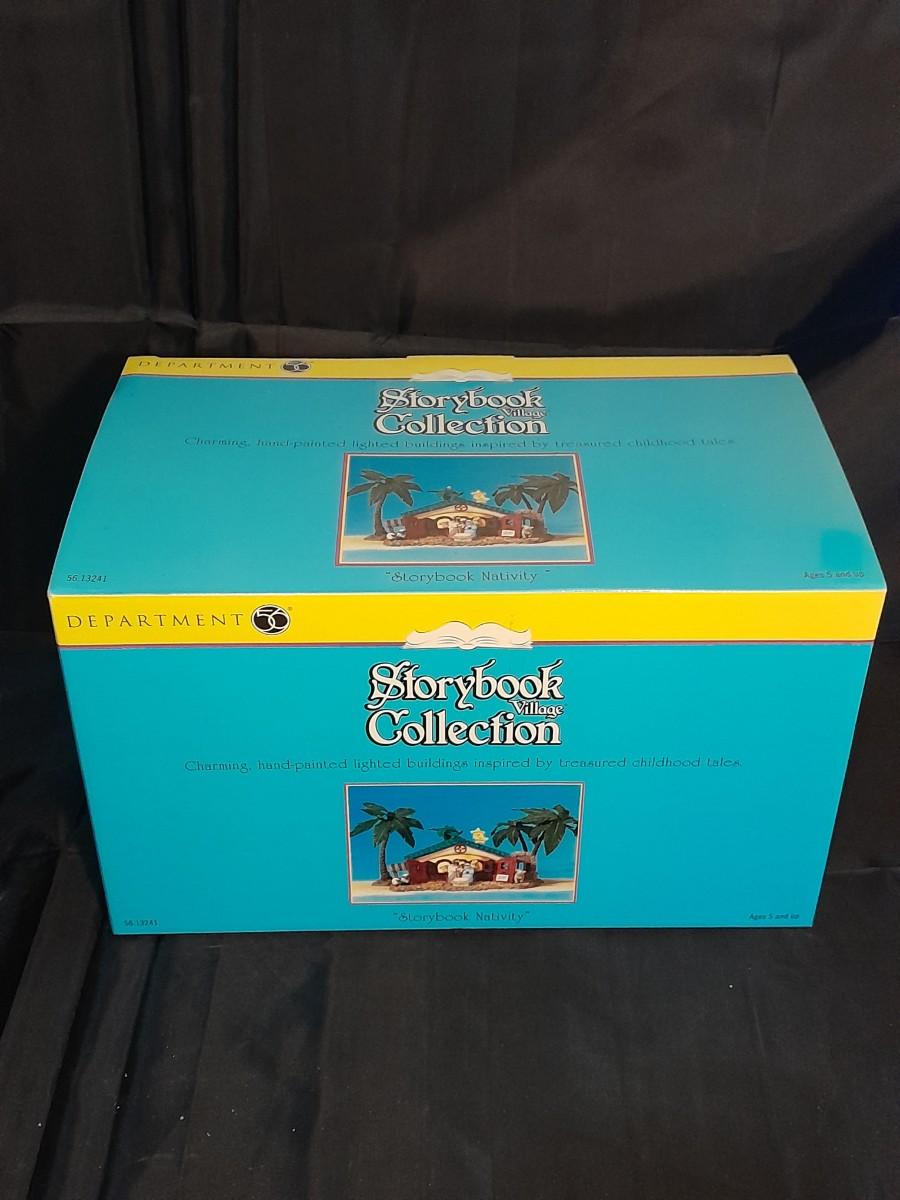 DEPARTMENT 56
Storybook
Village
Collection
Charming, hand-painted lighted buildings inspired by treasured childhood tales.
56.13241
"Storybook Nativity"
Ages 5 and up
DEPARTMENT 56®
Storybook
Village
Collection
Charming, hand-painted lighted buildings inspired by treasured childhood tales.
56.13241
"Storybook Nativity"
Ages 5 and up